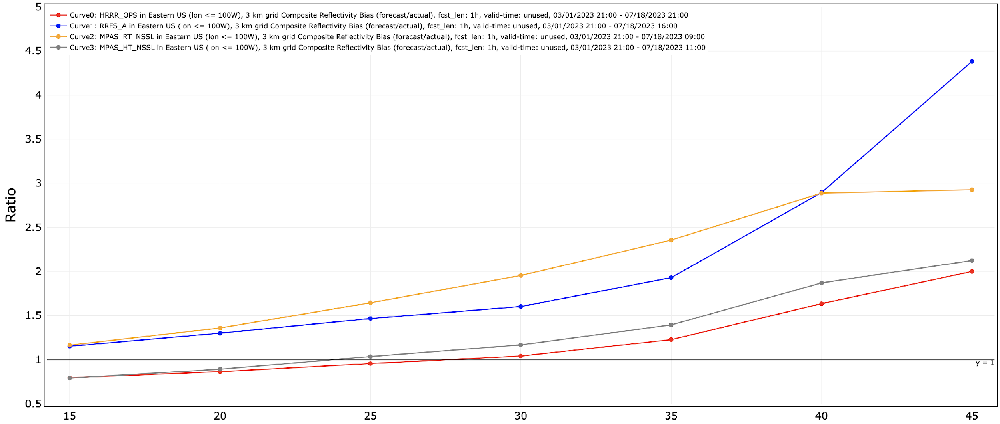 Curve0: HRRR_OPS in Eastern US (lon <= 100W), 3 km grid Composite Reflectivity Bias (forecast/actual), fcst_len: 1h, valid-time: unused, 03/01/2023 21:00 - 07/18/2023 21:00
Curve1: RRFS_A in Eastern US (lon <= 100W), 3 km grid Composite Reflectivity Bias (forecast/actual), fcst_len: 1h, valid-time: unused, 03/01/2023 21:00 - 07/18/2023 16:00
Curve2: MPAS_RT_NSSL in Eastern US (lon <= 100W), 3 km grid Composite Reflectivity Bias (forecast/actual), fcst_len: 1h, valid-time: unused, 03/01/2023 21:00 - 07/18/2023 09:00
Curve3: MPAS_HT_NSSL in Eastern US (lon <= 100W), 3 km grid Composite Reflectivity Bias (forecast/actual), fcst_len: 1h, valid-time: unused, 03/01/2023 21:00 - 07/18/2023 11:00
Ratio
5
4.5
4
3.5
3
2.5
2
1.5
1
0.5
y = 1
15 20 25 30 35 40 45